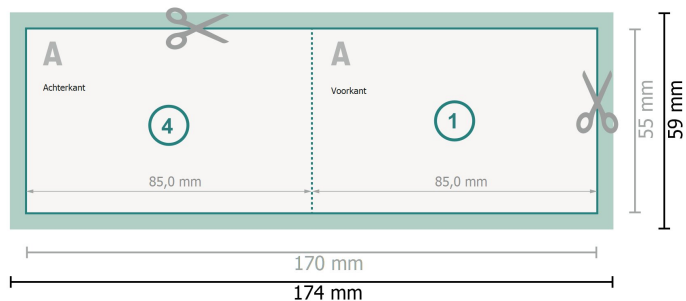 A
A
Achterkant
Voorkant
4
1
85,0 mm
85,0 mm
55 mm
59 mm
170 mm
174 mm